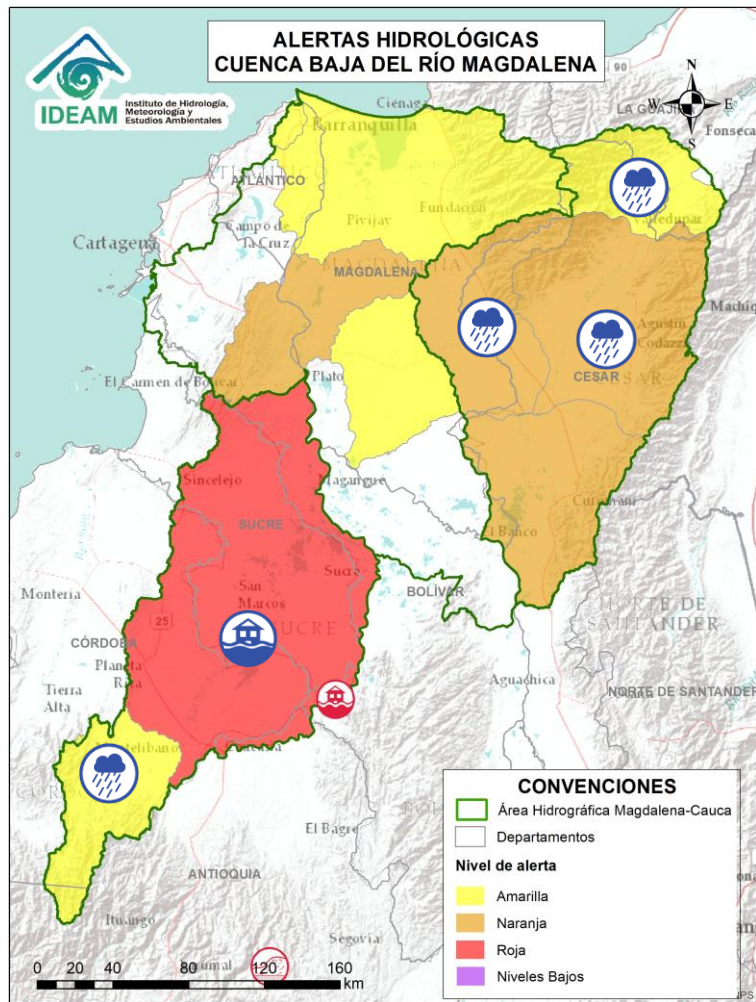 ALERTAS HIDROLÓGICAS
CUENCA BAJA DEL RÍO MAGDALENA
IDEAM
Instituto de Hidrología,
Meteorología y
Estudios Ambientales
90
N
W
E
S
LA GUAJI
Fonseca
Ciénaga
Barranquilla
ATLÁNTICO
Campo de
la Cruz
Pivijay
Fundación
Cartagena
MAGDALENA
Agustín
Codazzi
CESAR
El Carmen de Bolívar
Plato
Sincelejo
Magangué
SUCRE
El Banco
Sucre
San
Marcos
SUCRE
BOLÍVAR
Montería
25
CÓRDOBA
Planeta
Rica
Tierra
Alta
NORTE DE
SANTANDER
NORTE DE SANTANDER
Aguachica
El Bagre
ANTIOQUIA
Ituango
Segovia
0 20 40 80 120 160
km
CONVENCIONES
Área Hidrográfica Magdalena-Cauca
Departamentos
Nivel de alerta
Amarilla
Naranja
Roja
Niveles Bajos